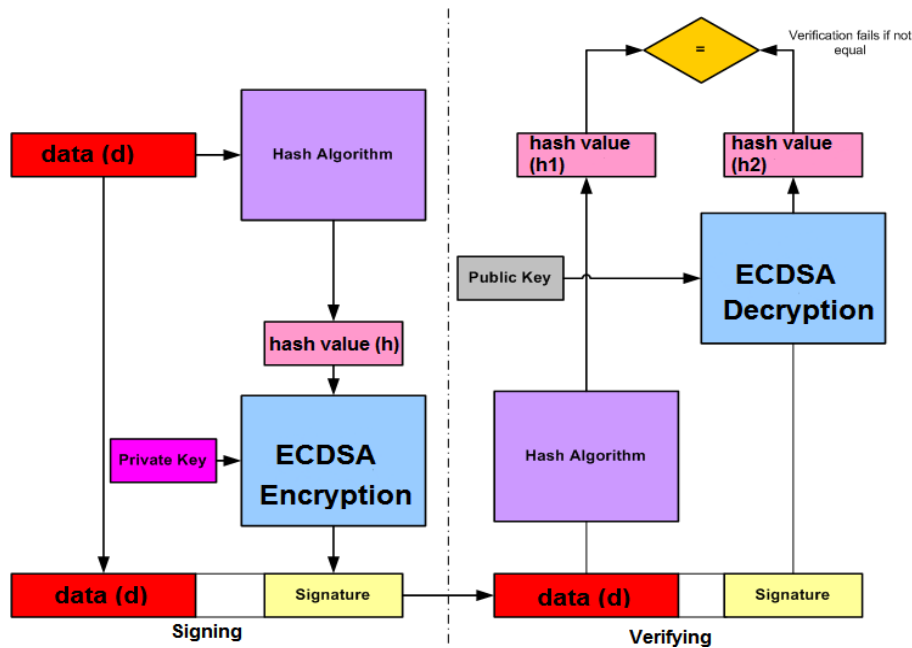 data (d)
Hash Algorithm
hash value (h)
Private Key
ECDSA
Encryption
data (d)
Signature
Signing
=
Verification fails if not
equal
hash value
(h1)
hash value
(h2)
Public Key
ECDSA
Decryption
Hash Algorithm
data (d)
Signature
Verifying